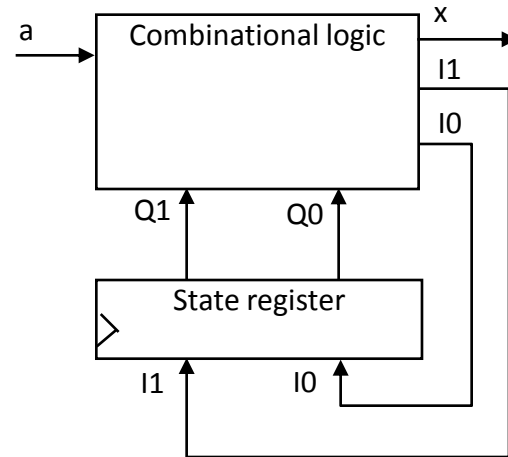 x
Combinational logic
a
I1
I0
Q1
Q0
State register
I1
I0